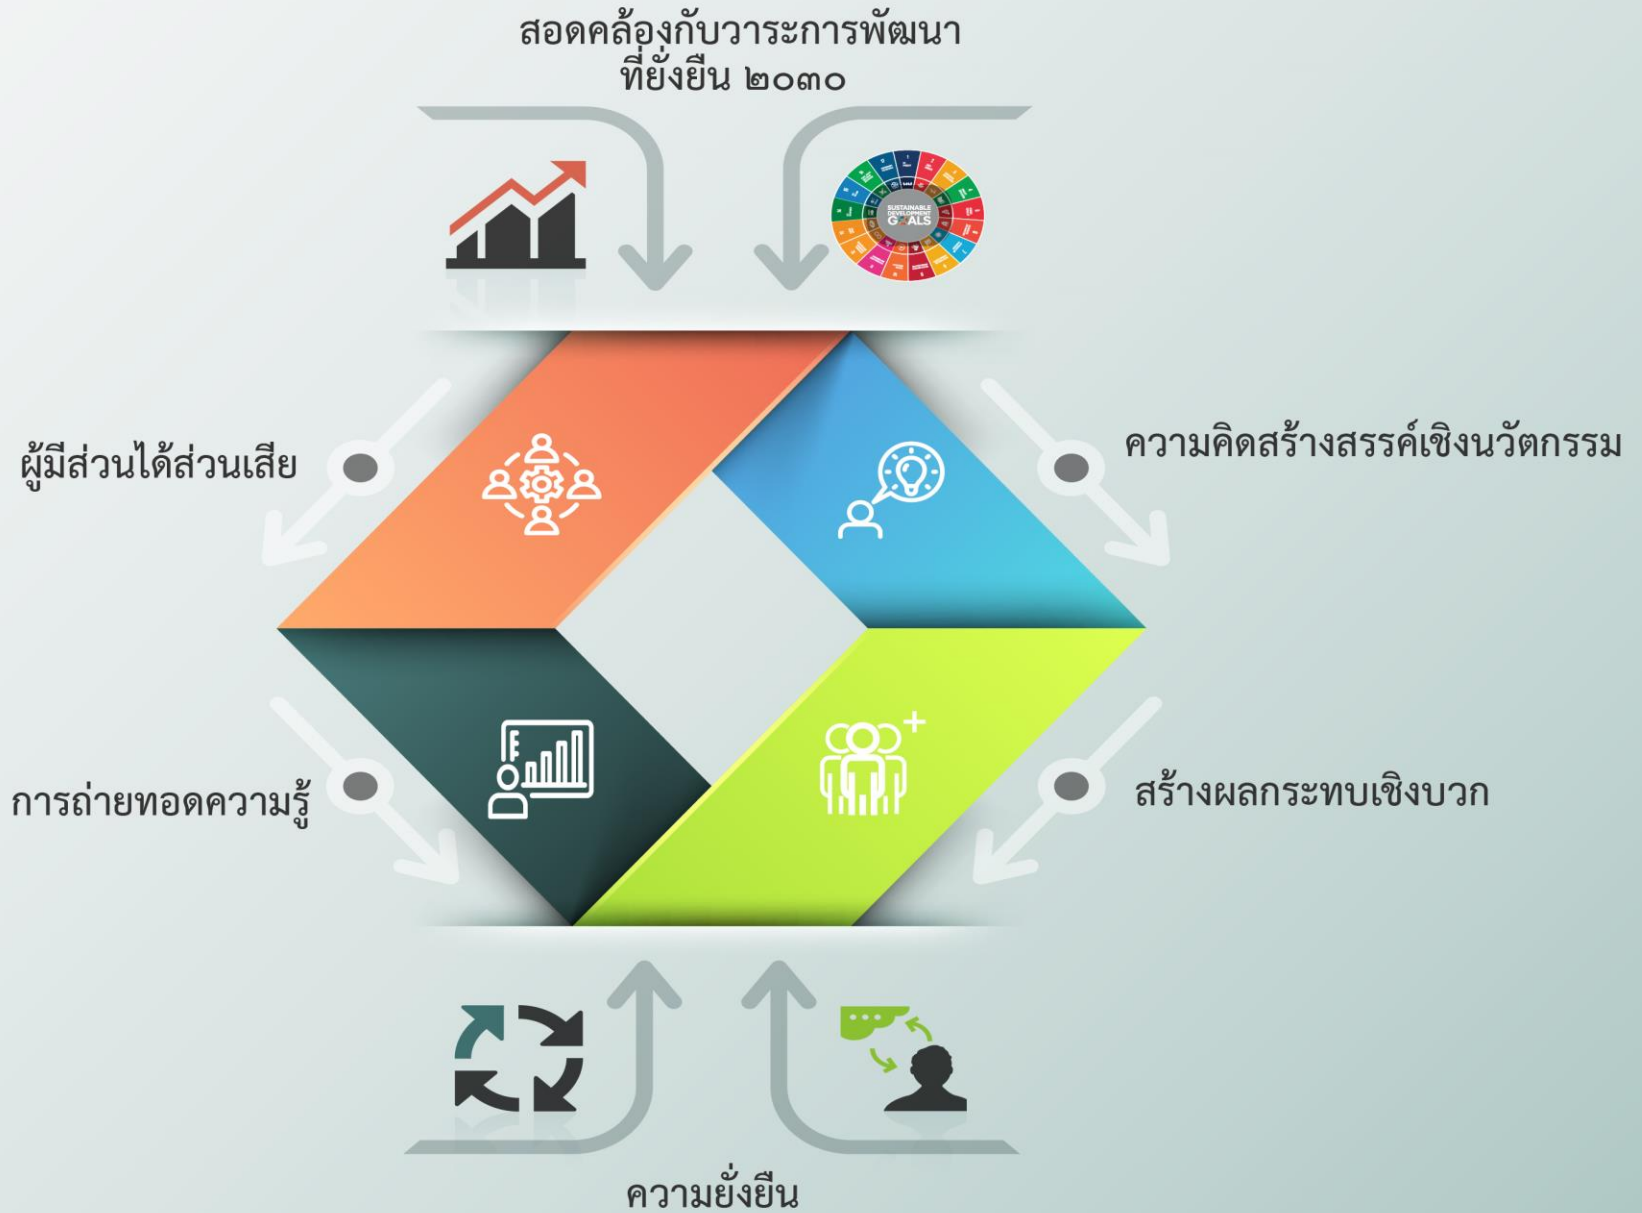 สอดคล้องกับวาระการพัฒนา
ที่ยั่งยืน ๒๐๓๐
SUSTAINABLE
DEVELOPMENT
GOALS
ผู้มีส่วนได้ส่วนเสีย
ความคิดสร้างสรรค์เชิงนวัตกรรม
การถ่ายทอดความรู้
สร้างผลกระทบเชิงบวก
ความยั่งยืน